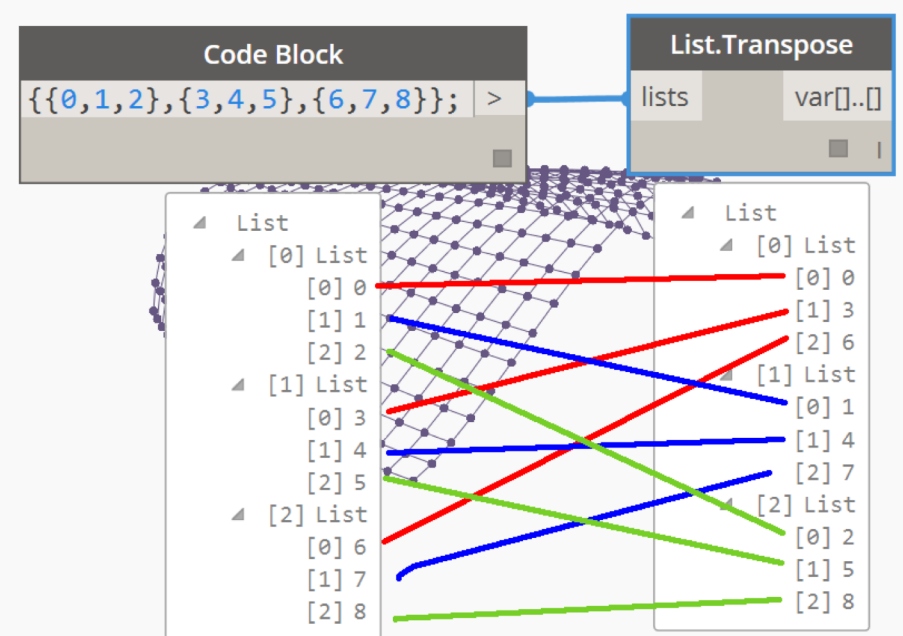 Code Block
{{0,1,2},{3,4,5},{6,7,8}}; >
List.Transpose
lists var[]..[]
l
List
[0] List
[0] 0
[1] 1
[2] 2
[1] List
[0] 3
[1] 4
[2] 5
[2] List
[0] 6
[1] 7
[2] 8
List
[0] List
[0] 0
[1] 3
[2] 6
[1] List
[0] 1
[1] 4
[2] 7
[2] List
[0] 2
[1] 5
[2] 8